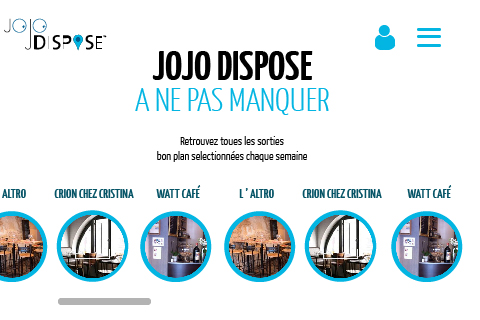 JOJO
DISPOSE
JOJO DISPOSE
A NE PAS MANQUER
Retrouvez toues les sorties
bon plan selectionnées chaque semaine
ALTRO
CRION CHEZ CRISTINA
WATT CAFÉ
L ' ALTRO
CRION CHEZ CRISTINA
WATT CAFÉ